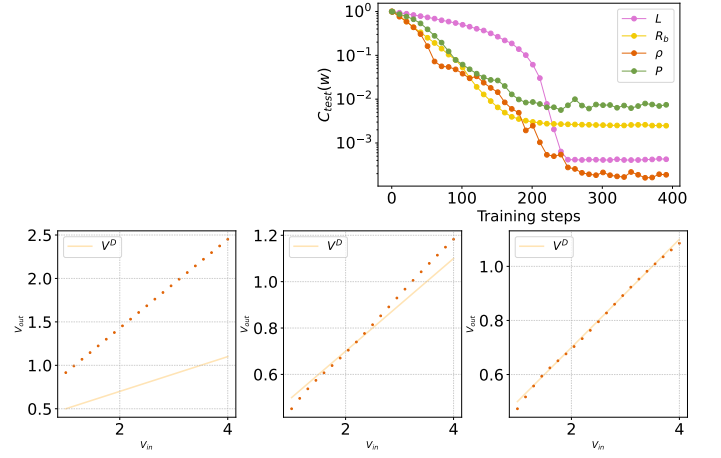 10⁰
10⁻¹
10⁻²
10⁻³
C_test(w)
L
R_b
ρ
P
0 100 200 300 400
Training steps
2.5
2.0
1.5
1.0
0.5
V_out
V^D
2 4
V_in
1.2
1.0
0.8
0.6
V_out
V^D
2 4
V_in
1.0
0.8
0.6
V_out
V^D
2 4
V_in